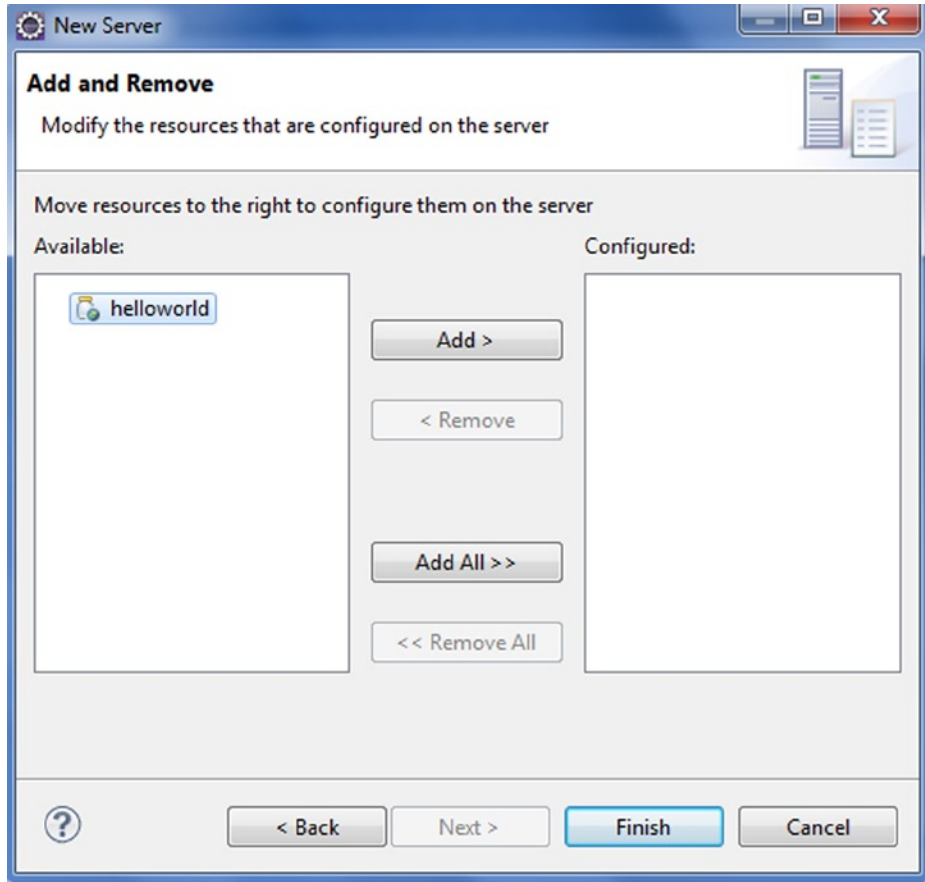 New Server
Add and Remove
Modify the resources that are configured on the server
Move resources to the right to configure them on the server
Available:
Configured:
helloworld
Add >
< Remove
Add All >>
<< Remove All
?
< Back
Next >
Finish
Cancel